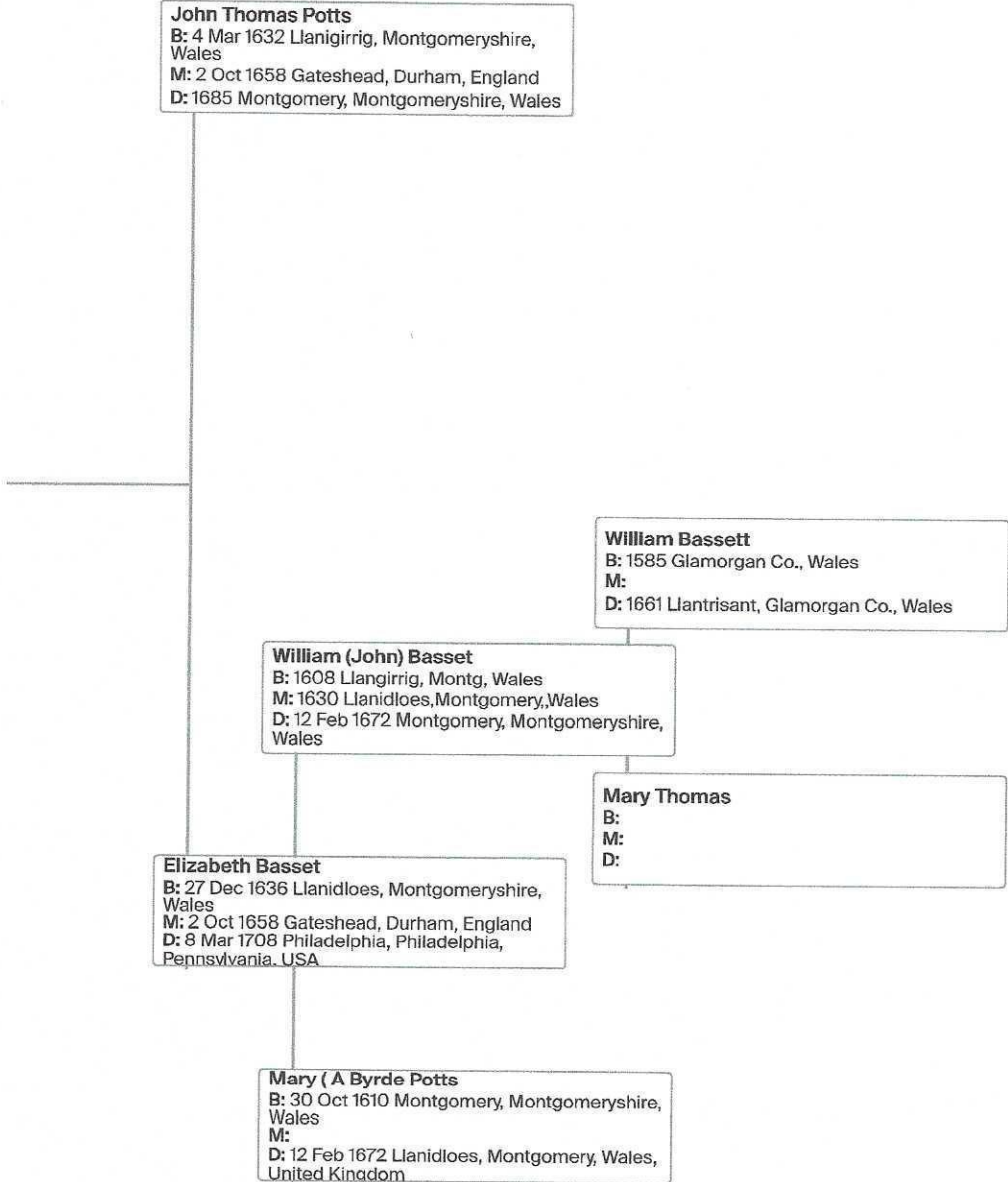 John Thomas Potts
B: 4 Mar 1632 Llanigirrig, Montgomeryshire,
Wales
M: 2 Oct 1658 Gateshead, Durham, England
D: 1685 Montgomery, Montgomeryshire, Wales
William Bassett
B: 1585 Glamorgan Co., Wales
M:
D: 1661 Llantrisant, Glamorgan Co., Wales
William (John) Basset
B: 1608 Llangirrig, Montg, Wales
M: 1630 Llanidloes,Montgomery,,Wales
D: 12 Feb 1672 Montgomery, Montgomeryshire,
Wales
Mary Thomas
B:
M:
D:
Elizabeth Basset
B: 27 Dec 1636 Llanidloes, Montgomeryshire,
Wales
M: 2 Oct 1658 Gateshead, Durham, England
D: 8 Mar 1708 Philadelphia, Philadelphia,
Pennsylvania, USA
Mary ( A Byrde Potts
B: 30 Oct 1610 Montgomery, Montgomeryshire,
Wales
M:
D: 12 Feb 1672 Llanidloes, Montgomery, Wales,
United Kingdom